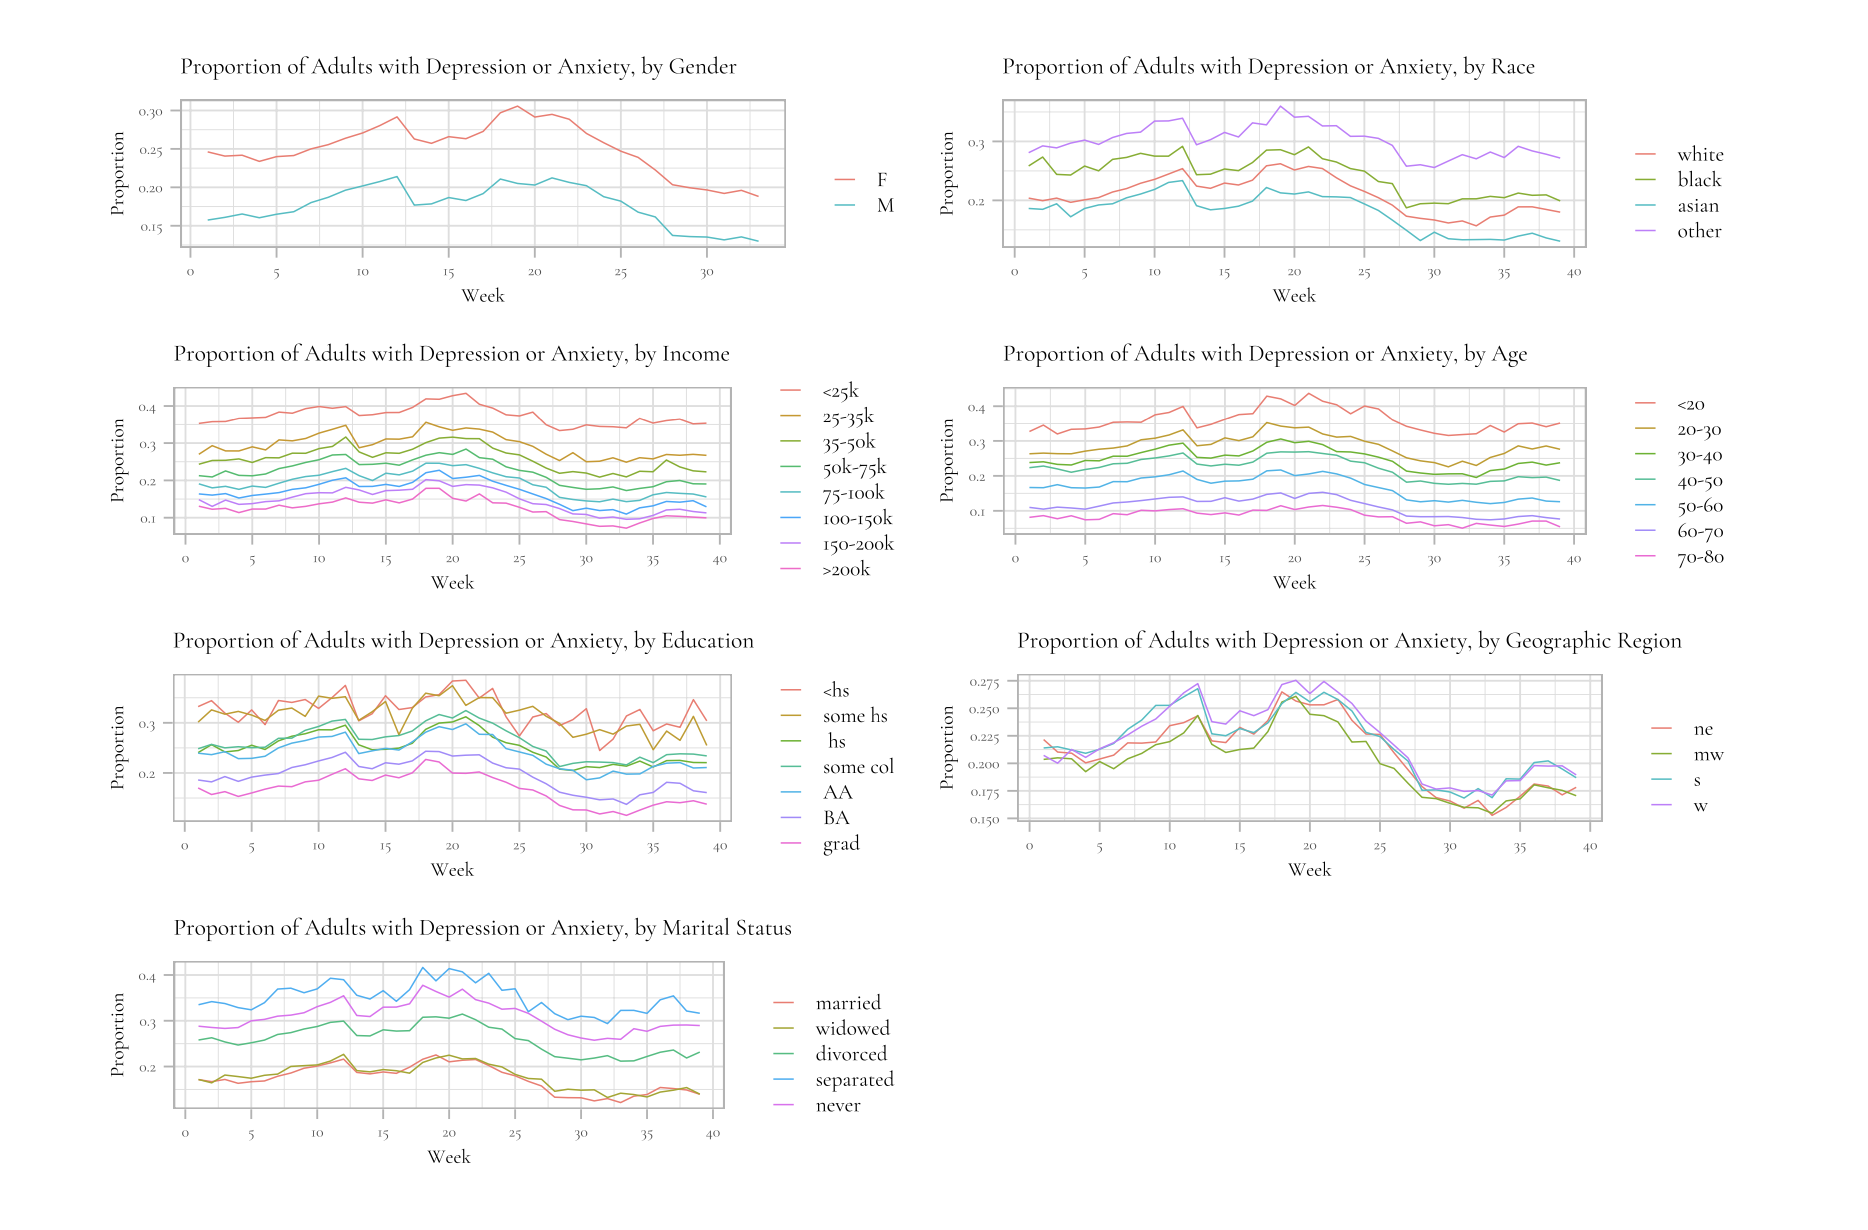 Proportion of Adults with Depression or Anxiety, by Gender
0.30
0.25
0.20
0.15
Proportion
0 5 10 15 20 25 30
Week
F
M
Proportion of Adults with Depression or Anxiety, by Race
0.3
0.2
Proportion
0 5 10 15 20 25 30 35 40
Week
white
black
asian
other
Proportion of Adults with Depression or Anxiety, by Income
0.4
0.3
0.2
0.1
Proportion
0 5 10 15 20 25 30 35 40
Week
<25k
25-35k
35-50k
50k-75k
75-100k
100-150k
150-200k
>200k
Proportion of Adults with Depression or Anxiety, by Age
0.4
0.3
0.2
0.1
Proportion
0 5 10 15 20 25 30 35 40
Week
<20
20-30
30-40
40-50
50-60
60-70
70-80
Proportion of Adults with Depression or Anxiety, by Education
0.3
0.2
Proportion
0 5 10 15 20 25 30 35 40
Week
<hs
some hs
hs
some col
AA
BA
grad
Proportion of Adults with Depression or Anxiety, by Geographic Region
0.275
0.250
0.225
0.200
0.175
0.150
Proportion
0 5 10 15 20 25 30 35 40
Week
ne
mw
s
w
Proportion of Adults with Depression or Anxiety, by Marital Status
0.4
0.3
0.2
Proportion
0 5 10 15 20 25 30 35 40
Week
married
widowed
divorced
separated
never